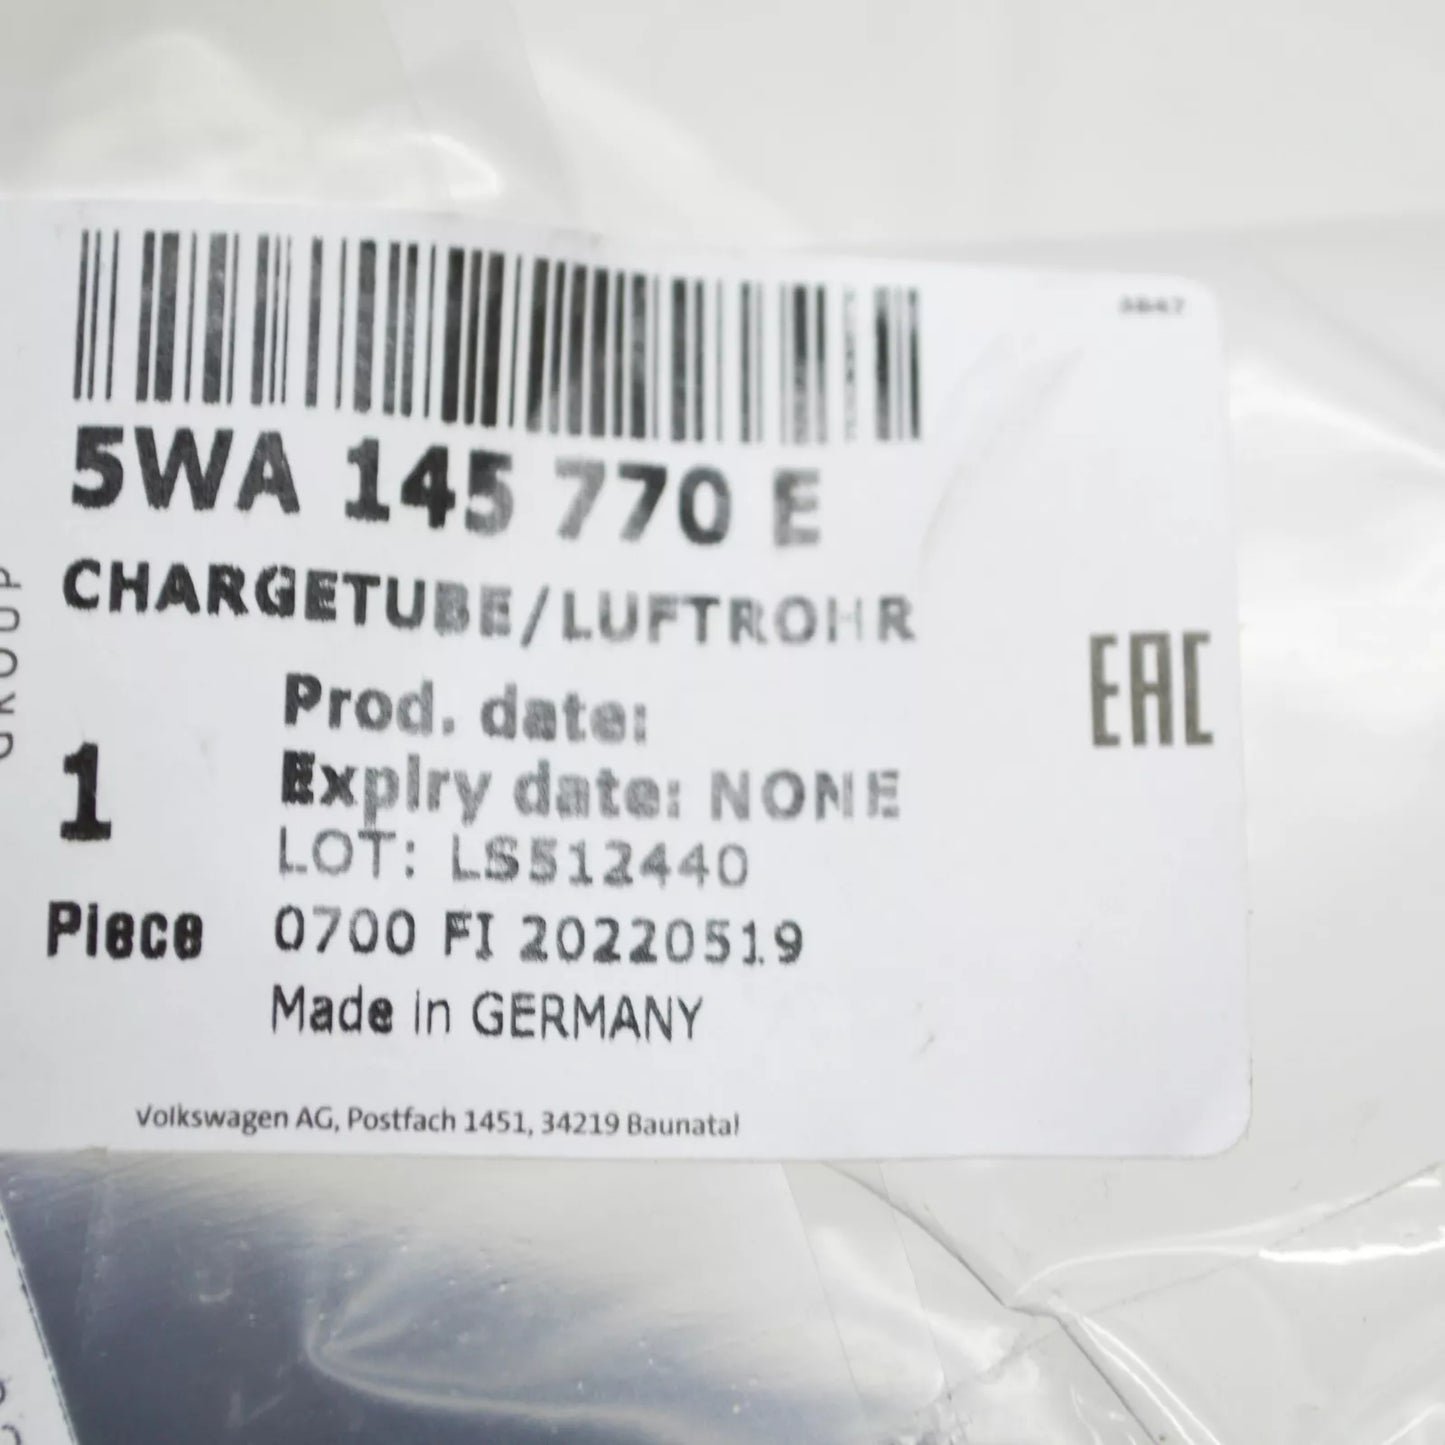 5WA 145 770 E
CHARGETUBE/LUFTROHR
Prod. date:
Expiry date: NONE
LOT: LS512440
1
Piece
0700 FI 20220519
Made in GERMANY
Volkswagen AG, Postfach 1451, 34219 Baunatal
EAC
GROUP